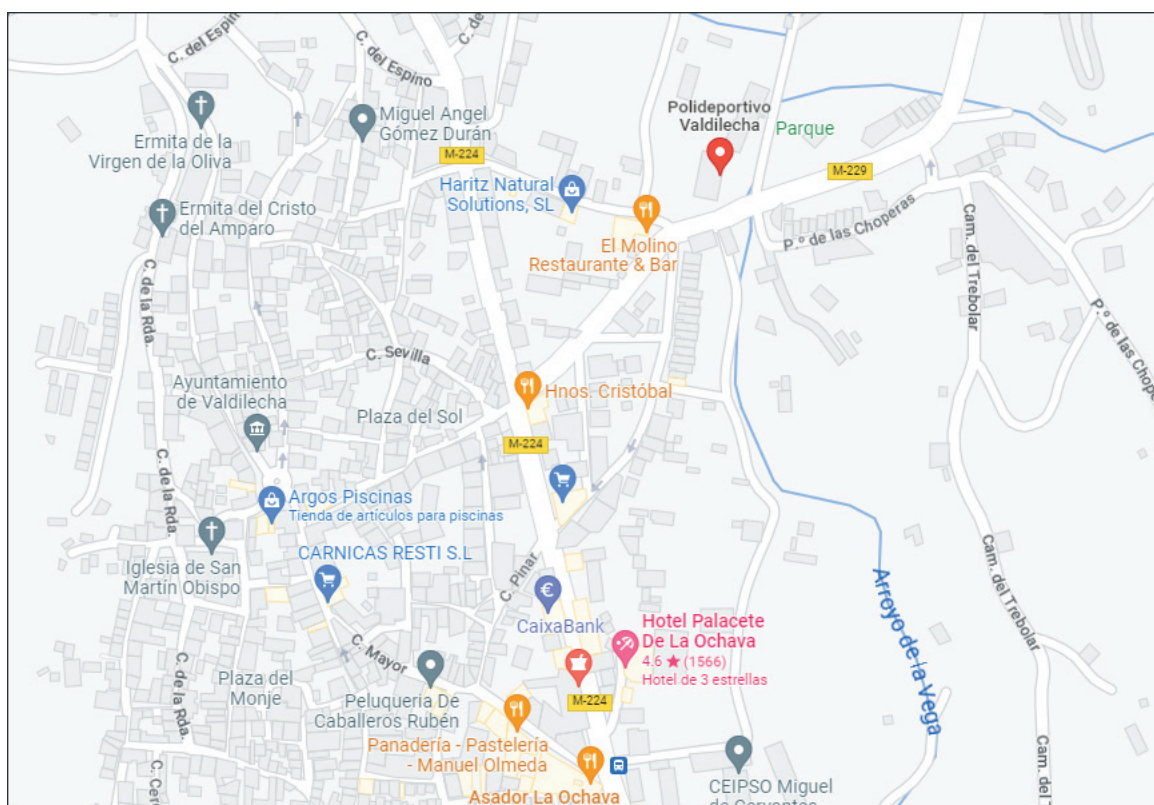 C. del Espino
C. del Espino
Ermita de la
Virgen de la Oliva
Miguel Angel
Gómez Durán
M-224
Polideportivo
Valdilecha
Parque
M-229
Haritz Natural
Solutions, SL
Ermita del Cristo
del Amparo
El Molino
Restaurante & Bar
P.º de las Choperas
Cam. del Trebolar
C. de la Rda.
C. Sevilla
Ayuntamiento
de Valdilecha
Plaza del Sol
Hnos. Cristóbal
M-224
C. de la Rda.
Argos Piscinas
Tienda de artículos para piscinas
CARNICAS RESTI S.L
Iglesia de San
Martín Obispo
C. Pinar
CaixaBank
Hotel Palacete
De La Ochava
4.6 ★ (1566)
Hotel de 3 estrellas
Arroyo de la Vega
Cam. del Trebolar
C. Mayor
C. de la Rda.
Plaza del
Monje
Peluquería De
Caballeros Rubén
M-224
Panadería - Pastelería
- Manuel Olmeda
Asador La Ochava
CEIPSO Miguel